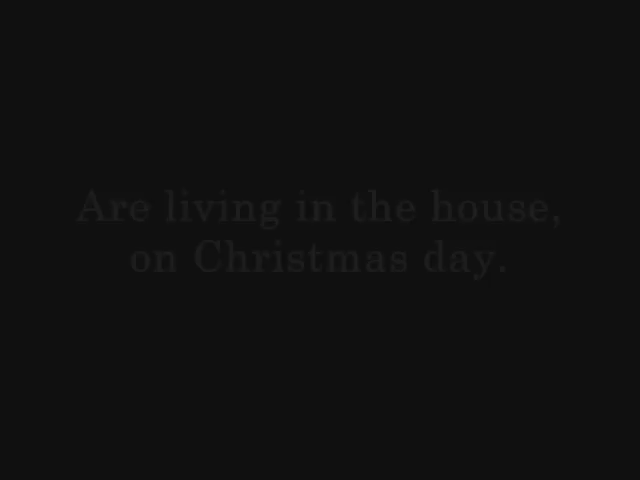 Are living in the house,
on Christmas day.